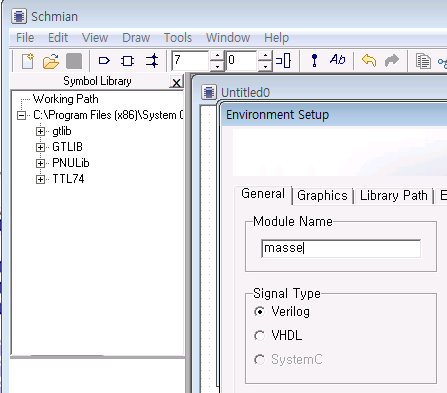 Schmian
File Edit View Draw Tools Window Help
7 0 Ab
Symbol Library
Working Path
C:\Program Files (x86)\System
gtlib
GTLIB
PNULib
TTL74
Untitled0
Environment Setup
General Graphics Library Path E
Module Name
masse
Signal Type
Verilog
VHDL
SystemC